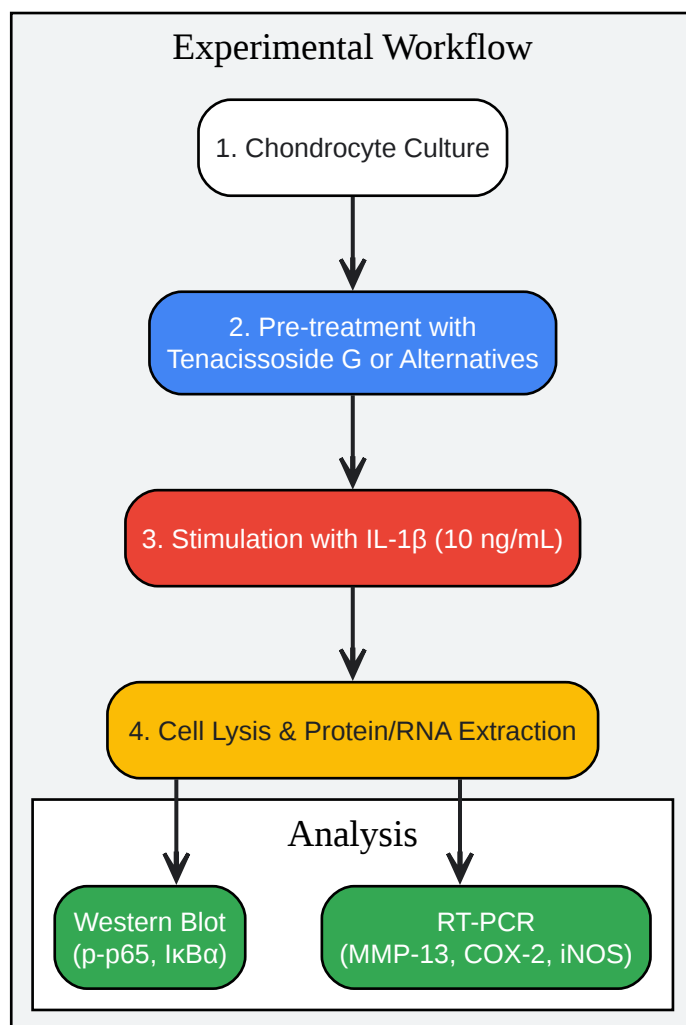 Experimental Workflow
1. Chondrocyte Culture
2. Pre-treatment with
Tenacissoside G or Alternatives
3. Stimulation with IL-1β (10 ng/mL)
4. Cell Lysis & Protein/RNA Extraction
Analysis
Western Blot
(p-p65, IκBα)
RT-PCR
(MMP-13, COX-2, iNOS)